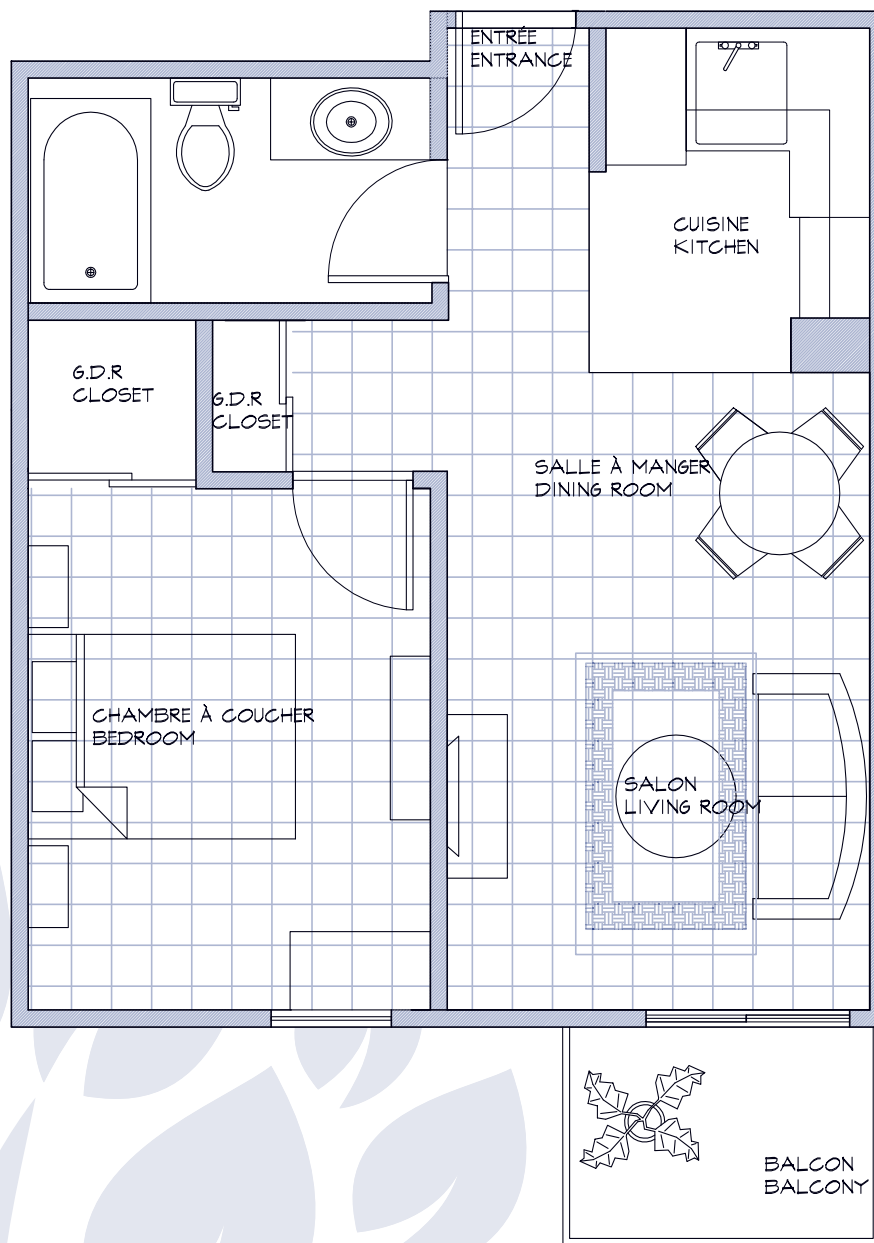 ENTRÉE
ENTRANCE
CUISINE
KITCHEN
G.D.R
CLOSET
G.D.R
CLOSET
SALLE À MANGER
DINING ROOM
CHAMBRE À COUCHER
BEDROOM
SALON
LIVING ROOM
BALCON
BALCONY